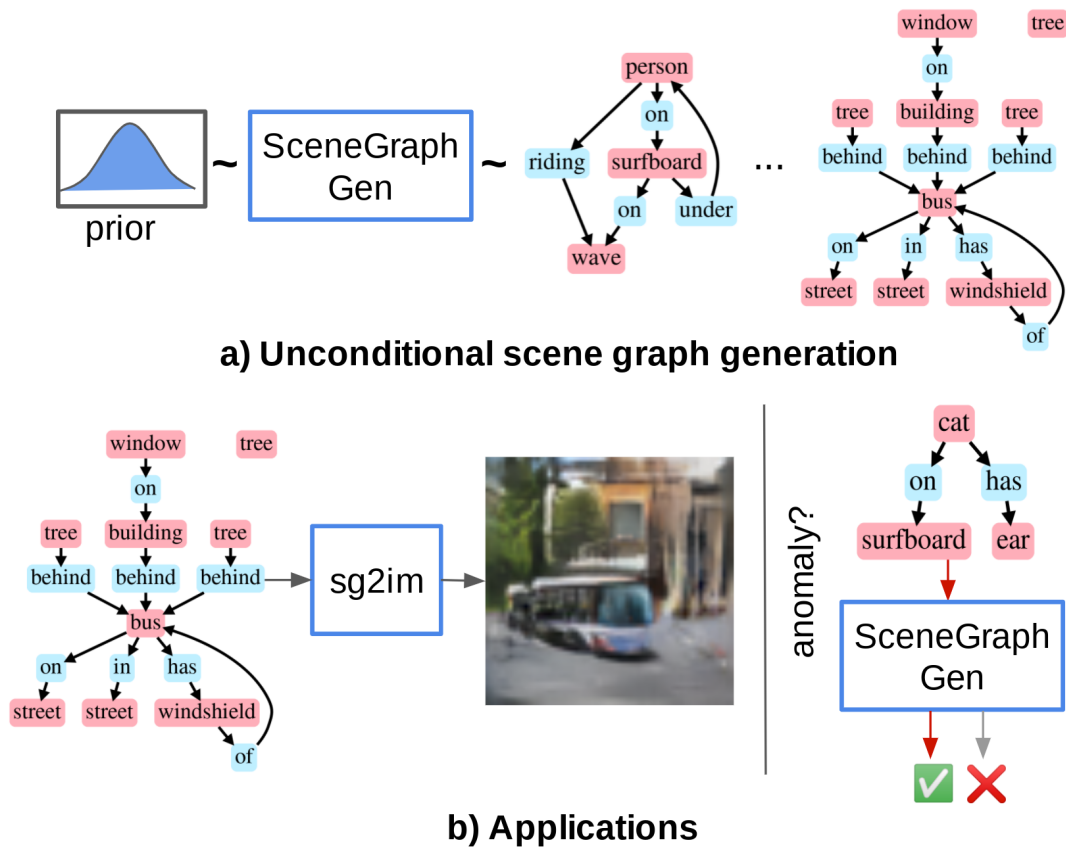 window tree
on
person
tree building tree
on
SceneGraph
Gen
~
~
riding surfboard ... behind behind behind
prior
on under
bus
wave
on in has
street street windshield
of
a) Unconditional scene graph generation
window tree
on
tree building tree
behind behind behind
sg2im
bus
on in has
street street windshield
of
anomaly?
cat
on has
surfboard ear
SceneGraph
Gen
b) Applications